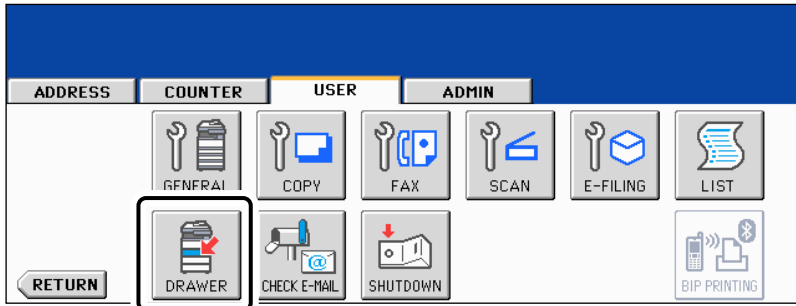 ADDRESS COUNTER USER ADMIN
GENERAL COPY FAX SCAN E-FILING LIST
DRAWER CHECK E-MAIL SHUTDOWN BIP PRINTING
RETURN